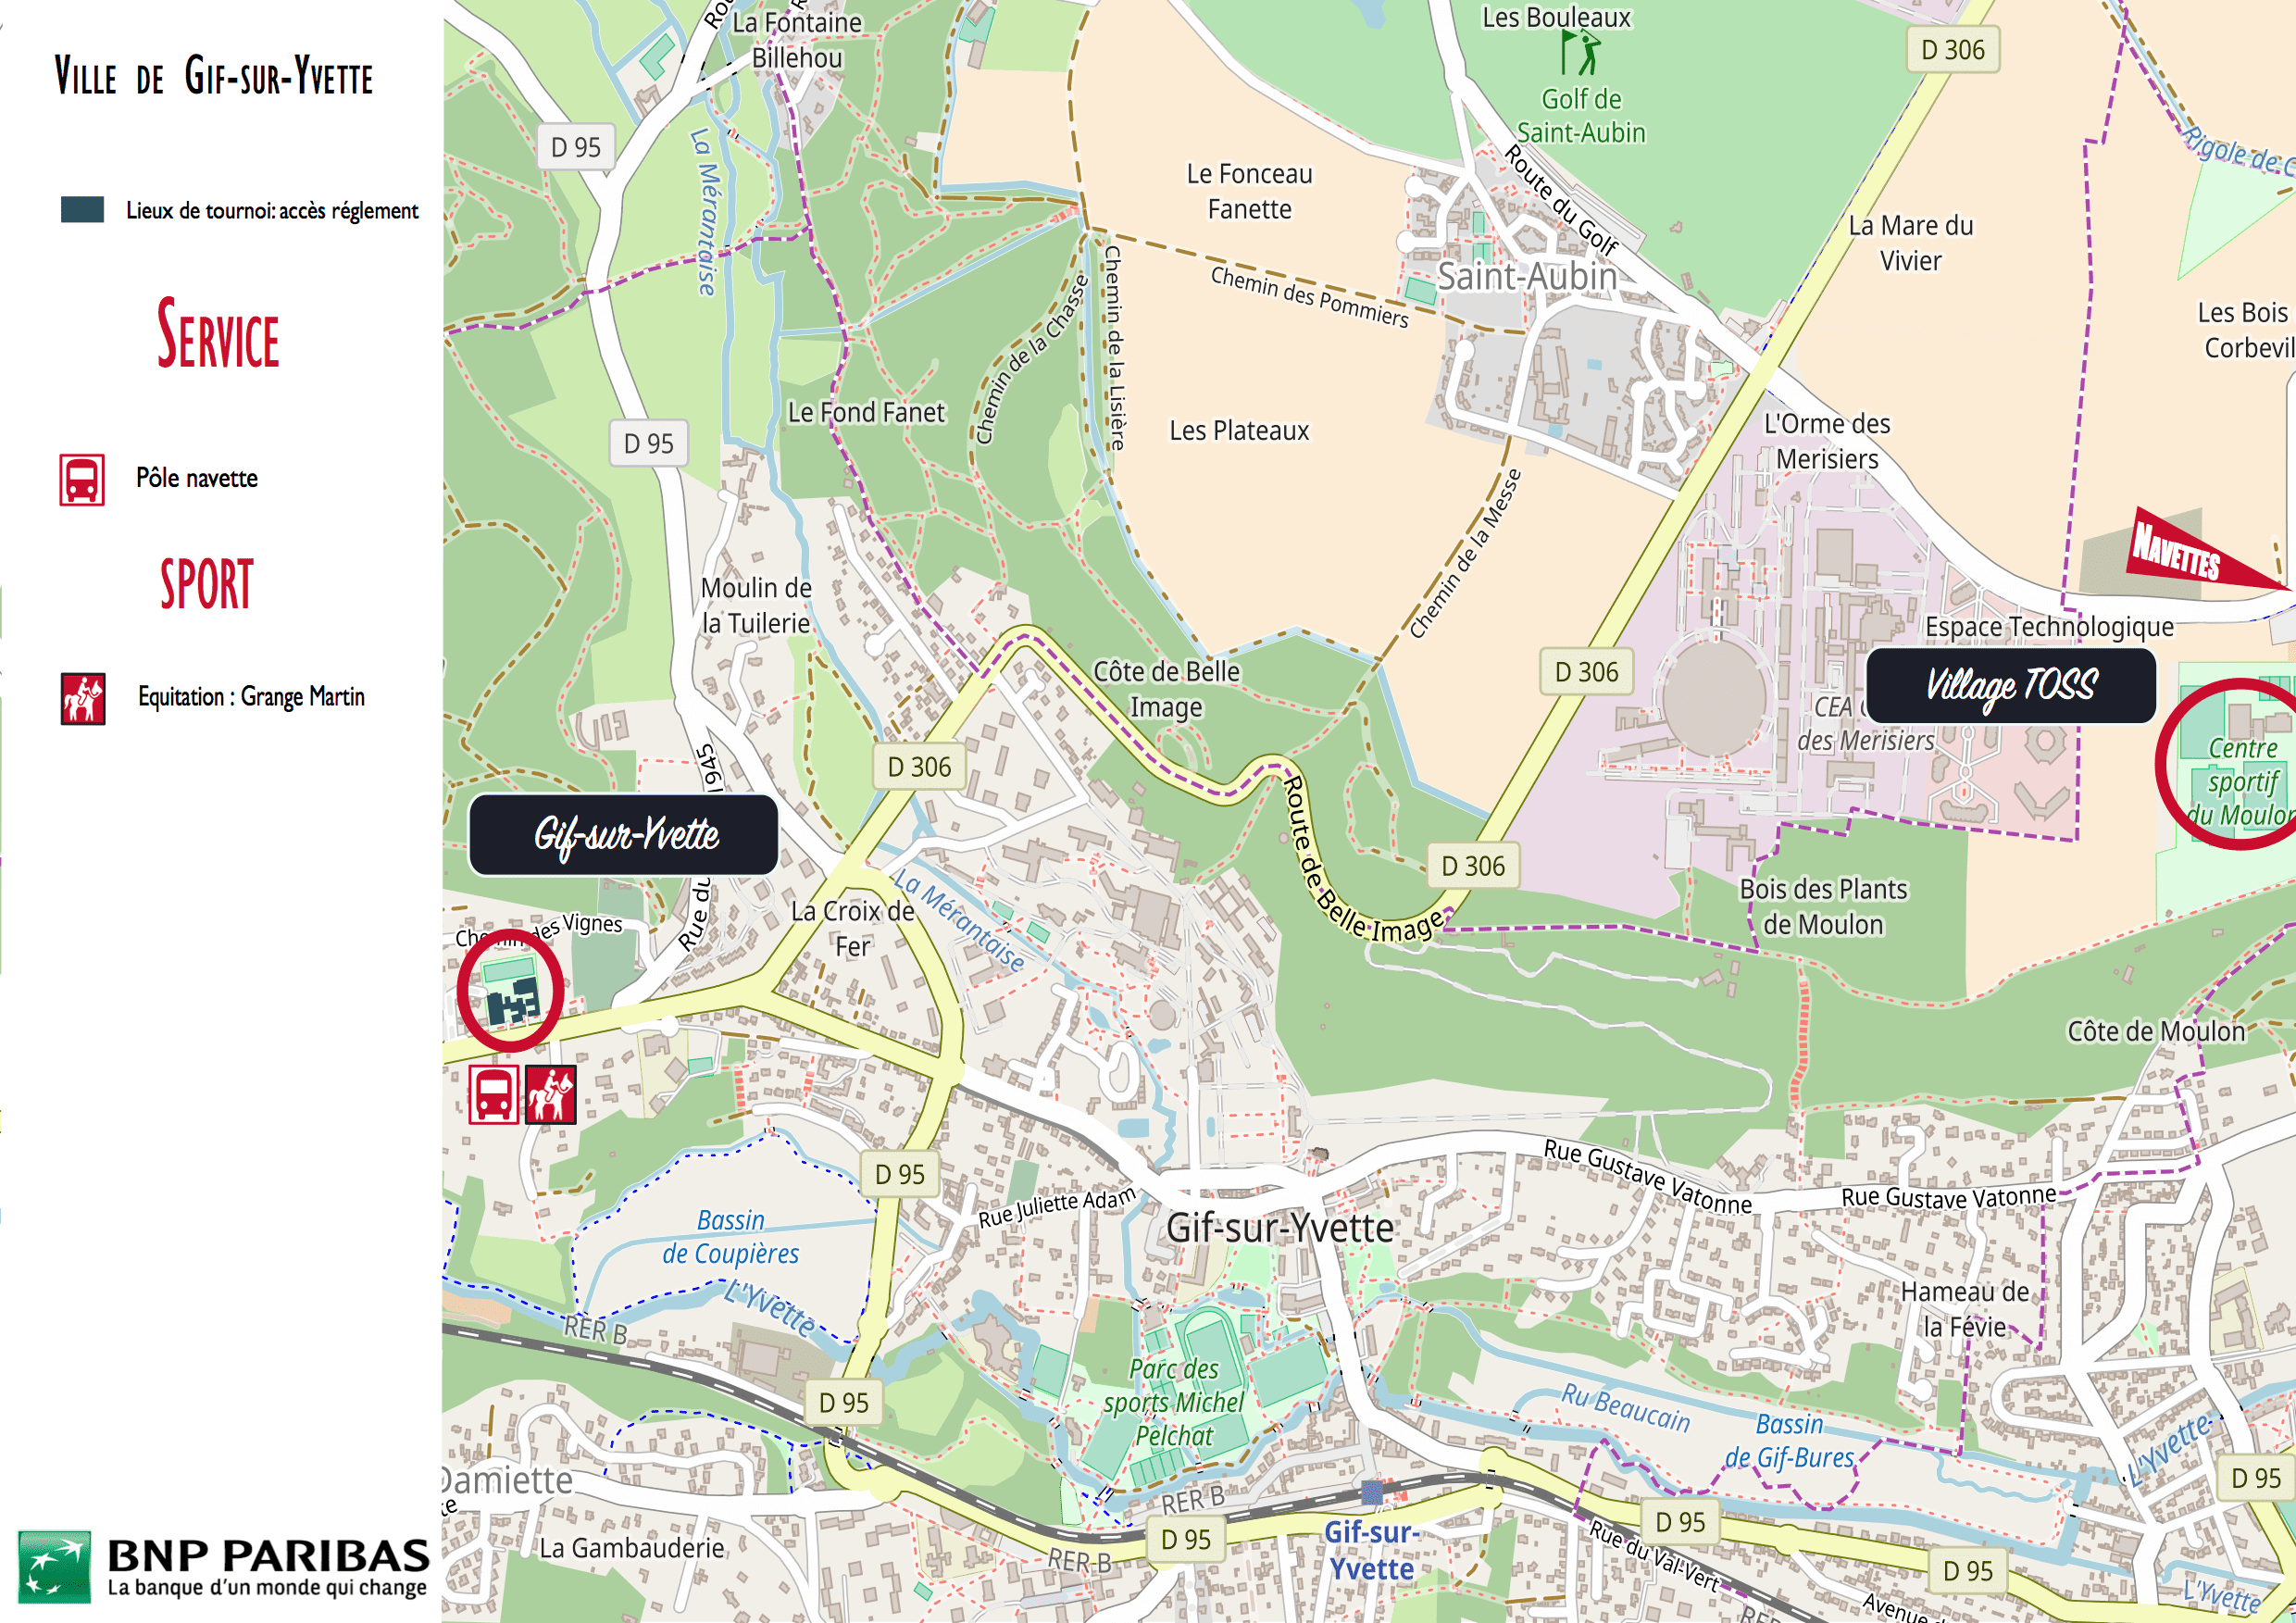 VILLE DE GIF-SUR-YVETTE
Lieux de tournoi: accès réglement
SERVICE
Pôle navette
SPORT
Equitation : Grange Martin
BNP PARIBAS
La banque d'un monde qui change
La Fontaine
Billehou
D 95
La Mérantaise
Les Bouleaux
Golf de
Saint-Aubin
D 306
Route du Golf
Le Fonceau
Fanette
La Mare du
Vivier
Saint-Aubin
Chemin des Pommiers
Chemin de la Chasse
Chemin de la Lisière
Les Bois
Le Fond Fanet
D 95
Les Plateaux
L'Orme des
Merisiers
Chemin de la Messe
NAVETTES
Moulin de
la Tuilerie
Espace Technologique
Côte de Belle
Image
D 306
Village TOSS
CEA
des Merisiers
Centre
sportif
du Moulon
D 306
Gif-sur-Yvette
Route de Belle Image
D 306
La Mérantaise
Bois des Plants
de Moulon
La Croix de
Fer
Chemin des Vignes
Rue du
Côte de Moulon
D 95
Rue Juliette Adam
Rue Gustave Vatonne
Rue Gustave Vatonne
Gif-sur-Yvette
Bassin
de Coupières
L'Yvette
RER B
Hameau de
la Févie
Parc des
sports Michel
Pelchat
D 95
Ru Beaucain
Bassin
de Gif-Bures
L'Yvette
D 95
Damiette
La Gambauderie
RER B
D 95
RER B
Gif-sur-
Yvette
D 95
Rue du Val-Vert
D 95
L'Yvette